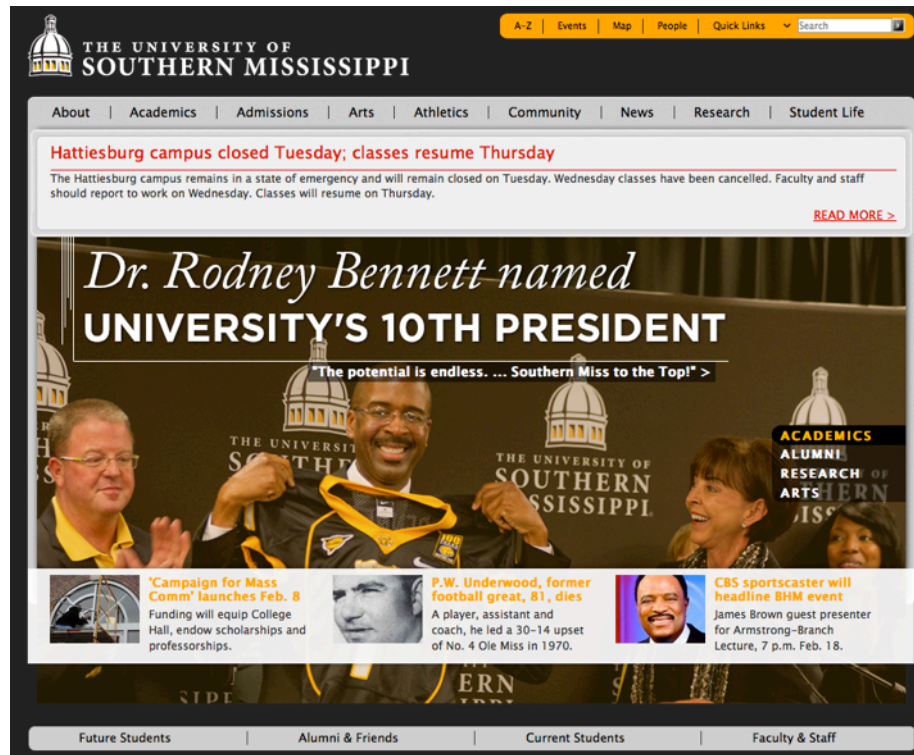 A-Z | Events | Map | People | Quick Links Search
THE UNIVERSITY OF
SOUTHERN MISSISSIPPI
About | Academics | Admissions | Arts | Athletics | Community | News | Research | Student Life
Hattiesburg campus closed Tuesday; classes resume Thursday
The Hattiesburg campus remains in a state of emergency and will remain closed on Tuesday. Wednesday classes have been cancelled. Faculty and staff
should report to work on Wednesday. Classes will resume on Thursday.
READ MORE >
Dr. Rodney Bennett named
UNIVERSITY'S 10TH PRESIDENT
"The potential is endless. ... Southern Miss to the Top!" >
THE UNIVERSITY OF
SOUTHERN
MISSISSIPPI
ACADEMICS
ALUMNI
RESEARCH
ARTS
'Campaign for Mass
Comm' launches Feb. 8
Funding will equip College
Hall, endow scholarships and
professorships.
P.W. Underwood, former
football great, 81, dies
A player, assistant and
coach, he led a 30-14 upset
of No. 4 Ole Miss in 1970.
CBS sportscaster will
headline BHM event
James Brown guest presenter
for Armstrong-Branch
Lecture, 7 p.m. Feb. 18.
Future Students | Alumni & Friends | Current Students | Faculty & Staff